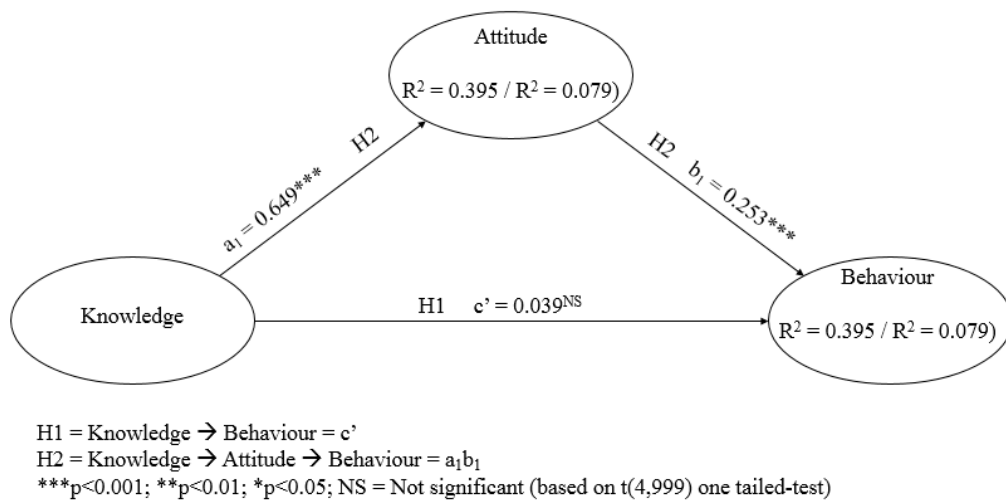 Attitude
R² = 0.395 / R² = 0.079)
H2
a₁ = 0.649***
H2
b₁ = 0.253***
Knowledge
H1 c’ = 0.039ᴺˢ
Behaviour
R² = 0.395 / R² = 0.079)
H1 = Knowledge → Behaviour = c’
H2 = Knowledge → Attitude → Behaviour = a₁b₁
***p<0.001; **p<0.01; *p<0.05; NS = Not significant (based on t(4,999) one tailed-test)